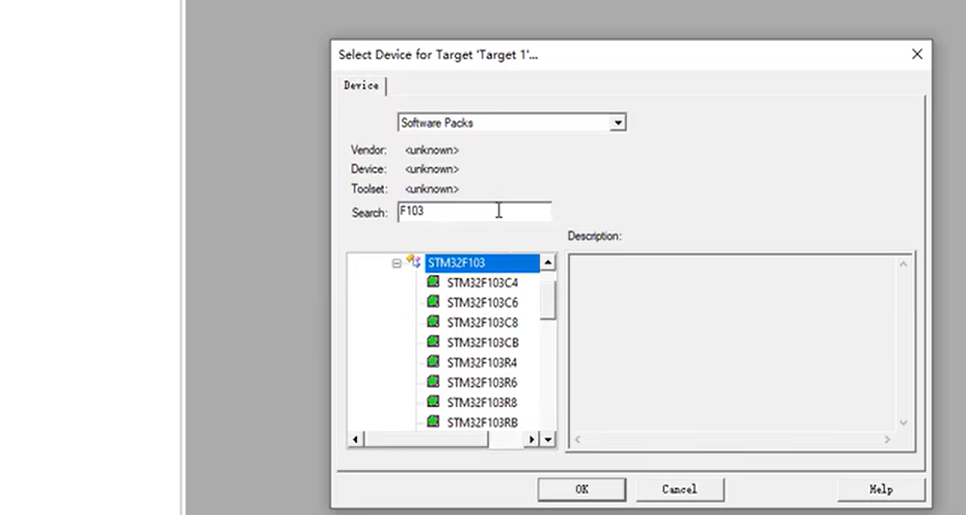 Select Device for Target 'Target 1'...
Device
Software Packs
Vendor: <unknown>
Device: <unknown>
Toolset: <unknown>
Search: F103
Description:
STM32F103
STM32F103C4
STM32F103C6
STM32F103C8
STM32F103CB
STM32F103R4
STM32F103R6
STM32F103R8
STM32F103RB
OK
Cancel
Help